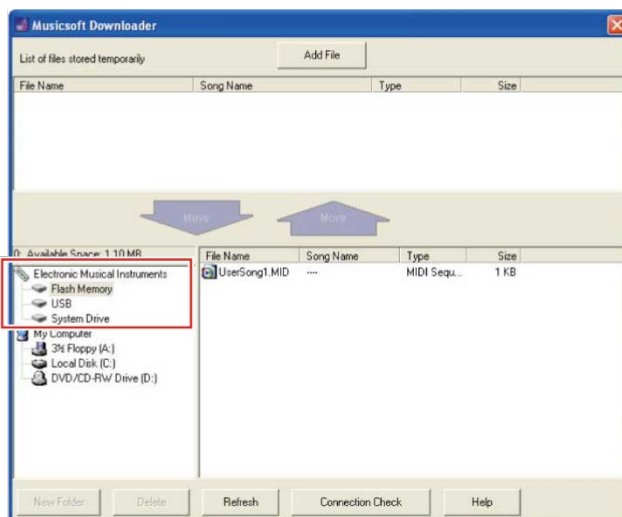 Musicsoft Downloader
List of files stored temporarily
Add File
File Name Song Name Type Size
Move Move
0: Available Space: 1.10 MB
File Name Song Name Type Size
Electronic Musical Instruments
UserSong1.MID ---- MIDI Sequ... 1 KB
Flash Memory
USB
System Drive
My Computer
3½ Floppy (A:)
Local Disk (C:)
DVD/CD-RW Drive (D:)
New Folder Delete Refresh Connection Check Help